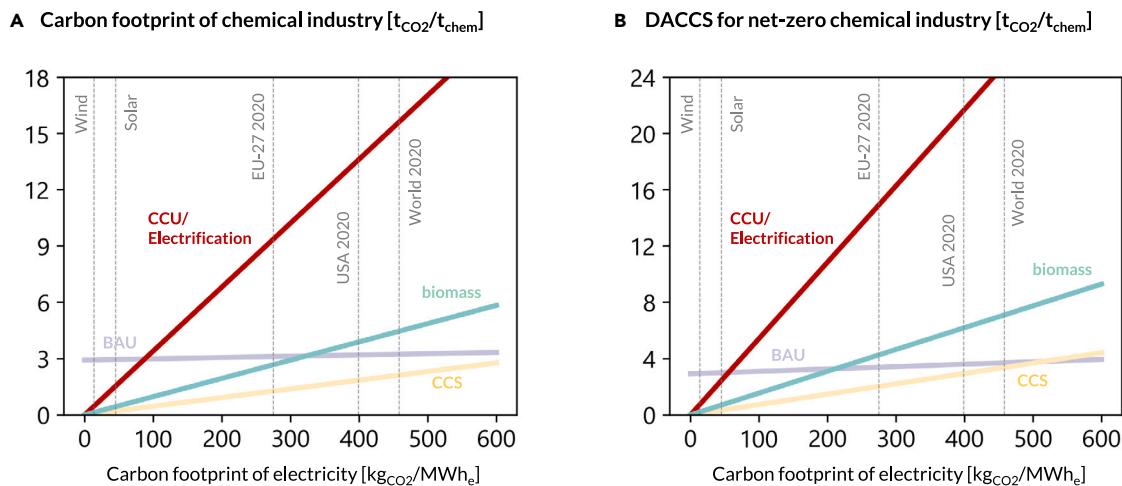 A Carbon footprint of chemical industry [tCO2/tchem]
18
15
12
9
6
3
0
Wind
Solar
EU-27 2020
USA 2020
World 2020
CCU/
Electrification
biomass
BAU
CCS
0 100 200 300 400 500 600
Carbon footprint of electricity [kgCO2/MWhe]
B DACCS for net-zero chemical industry [tCO2/tchem]
24
20
16
12
8
4
0
Wind
Solar
EU-27 2020
USA 2020
World 2020
CCU/
Electrification
biomass
BAU
CCS
0 100 200 300 400 500 600
Carbon footprint of electricity [kgCO2/MWhe]